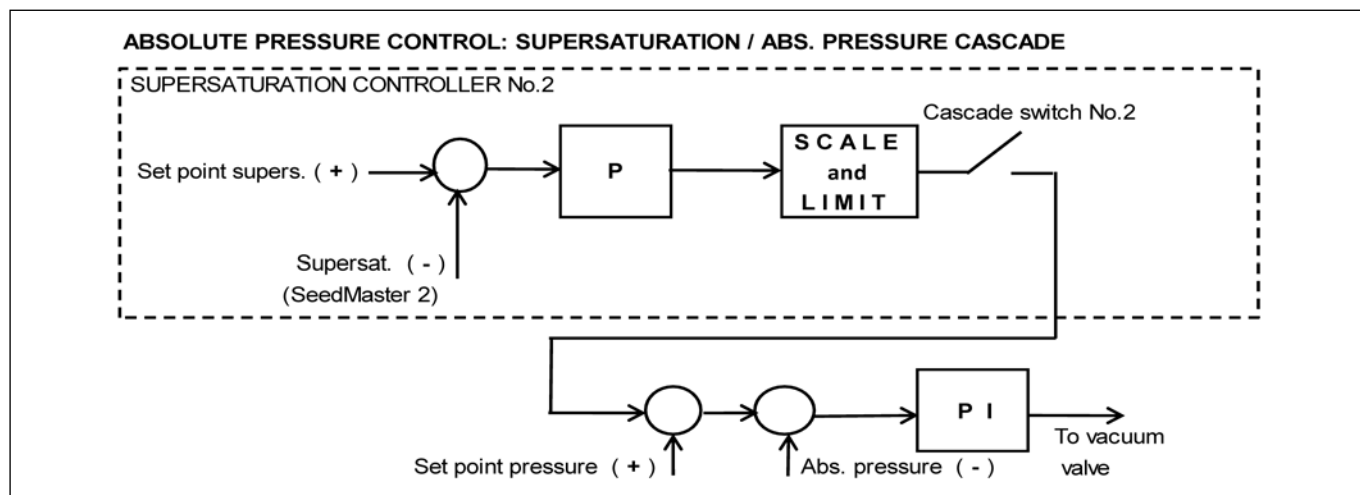 ABSOLUTE PRESSURE CONTROL: SUPERSATURATION / ABS. PRESSURE CASCADE
SUPERSATURATION CONTROLLER No.2
Cascade switch No.2
Set point supers. ( + )
P
SCALE
and
LIMIT
Supersat. ( - )
(SeedMaster 2)
P I
Set point pressure ( + )
Abs. pressure ( - )
To vacuum
valve